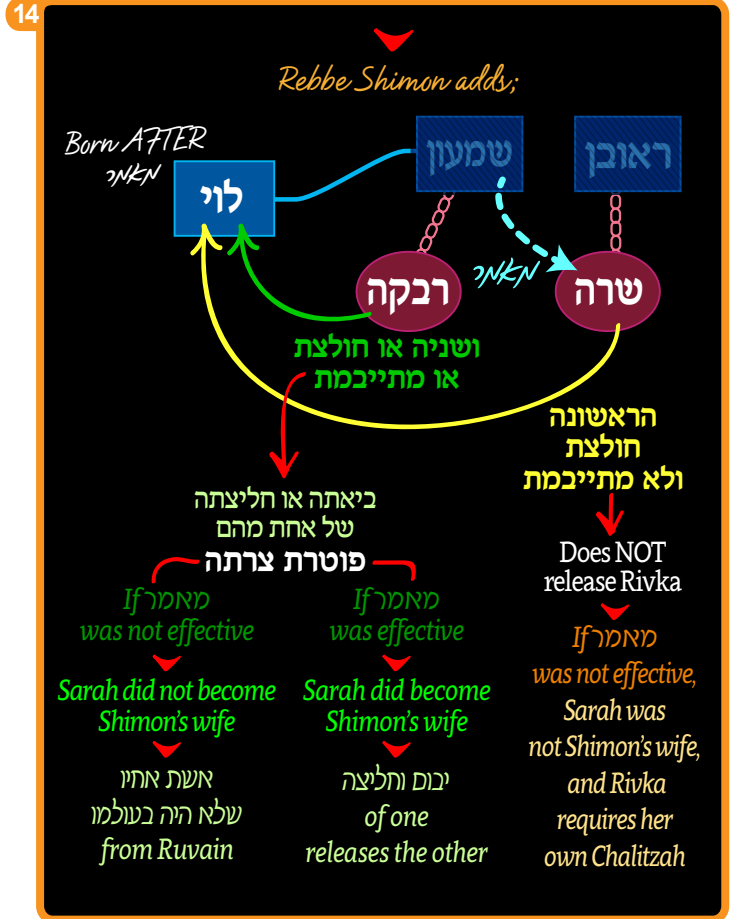 14
Rebbe Shimon adds;
Born AFTER
מאמר
לוי
שמעון
ראובן
מאמר
רבקה
שרה
ושניה או חולצת
או מתייבמת
הראשונה
חולצת
ולא מתייבמת
ביאתה או חליצתה
של אחת מהם
פוטרת צרתה
If מאמר
was not effective
Sarah did not become
Shimon's wife
אשת אחיו
שלא היה בעולמו
from Ruvain
If מאמר
was effective
Sarah did become
Shimon's wife
יבום וחליצה
of one
releases the other
Does NOT
release Rivka
If מאמר
was not effective,
Sarah was
not Shimon's wife,
and Rivka
requires her
own Chalitzah